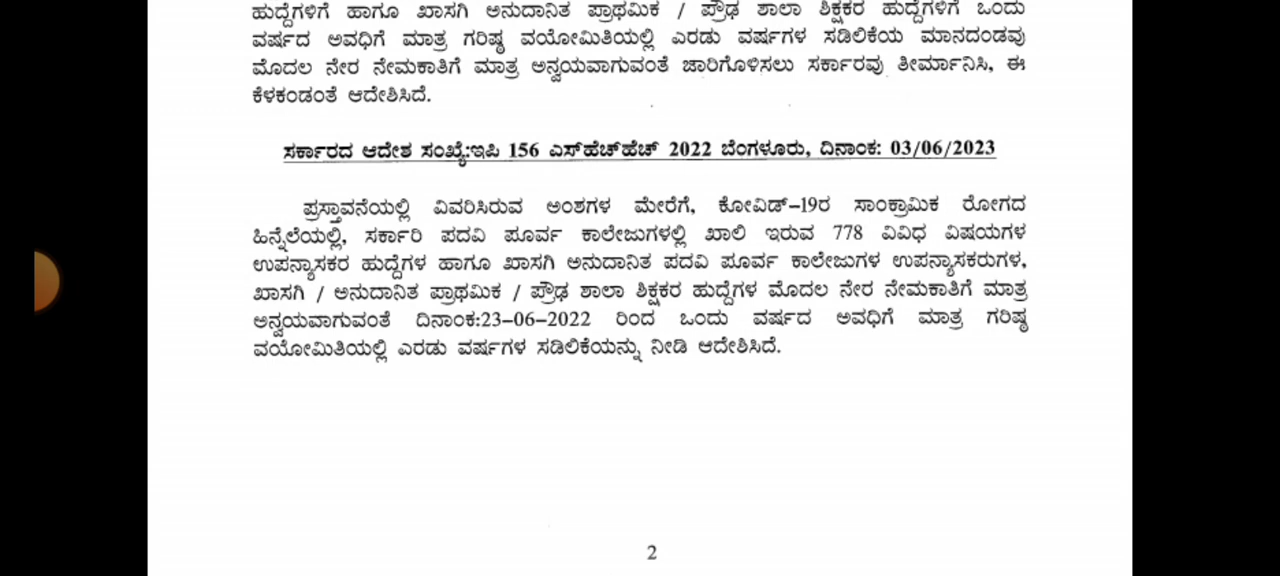 ಹುದ್ದೆಗಳಿಗೆ ಹಾಗೂ ಖಾಸಗಿ ಅನುದಾನಿತ ಪ್ರಾಥಮಿಕ / ಪ್ರೌಢ ಶಾಲಾ ಶಿಕ್ಷಕರ ಹುದ್ದೆಗಳಿಗೆ ಒಂದು
ವರ್ಷದ ಅವಧಿಗೆ ಮಾತ್ರ ಗರಿಷ್ಠ ವಯೋಮಿತಿಯಲ್ಲಿ ಎರಡು ವರ್ಷಗಳ ಸಡಿಲಿಕೆಯ ಮಾನದಂಡವು
ಮೊದಲ ನೇರ ನೇಮಕಾತಿಗೆ ಮಾತ್ರ ಅನ್ವಯವಾಗುವಂತೆ ಜಾರಿಗೊಳಿಸಲು ಸರ್ಕಾರವು ತೀರ್ಮಾನಿಸಿ, ಈ
ಕೆಳಕಂಡಂತೆ ಆದೇಶಿಸಿದೆ.
ಸರ್ಕಾರದ ಆದೇಶ ಸಂಖ್ಯೆ:ಇಪಿ 156 ಎಸ್‌ಹೆಚ್‌ಹೆಚ್ 2022 ಬೆಂಗಳೂರು, ದಿನಾಂಕ: 03/06/2023
ಪ್ರಸ್ತಾವನೆಯಲ್ಲಿ ವಿವರಿಸಿರುವ ಅಂಶಗಳ ಮೇರೆಗೆ, ಕೋವಿಡ್–19ರ ಸಾಂಕ್ರಾಮಿಕ ರೋಗದ
ಹಿನ್ನೆಲೆಯಲ್ಲಿ, ಸರ್ಕಾರಿ ಪದವಿ ಪೂರ್ವ ಕಾಲೇಜುಗಳಲ್ಲಿ ಖಾಲಿ ಇರುವ 778 ವಿವಿಧ ವಿಷಯಗಳ
ಉಪನ್ಯಾಸಕರ ಹುದ್ದೆಗಳ ಹಾಗೂ ಖಾಸಗಿ ಅನುದಾನಿತ ಪದವಿ ಪೂರ್ವ ಕಾಲೇಜುಗಳ ಉಪನ್ಯಾಸಕರುಗಳ,
ಖಾಸಗಿ / ಅನುದಾನಿತ ಪ್ರಾಥಮಿಕ / ಪ್ರೌಢ ಶಾಲಾ ಶಿಕ್ಷಕರ ಹುದ್ದೆಗಳ ಮೊದಲ ನೇರ ನೇಮಕಾತಿಗೆ ಮಾತ್ರ
ಅನ್ವಯವಾಗುವಂತೆ ದಿನಾಂಕ:23–06–2022 ರಿಂದ ಒಂದು ವರ್ಷದ ಅವಧಿಗೆ ಮಾತ್ರ ಗರಿಷ್ಠ
ವಯೋಮಿತಿಯಲ್ಲಿ ಎರಡು ವರ್ಷಗಳ ಸಡಿಲಿಕೆಯನ್ನು ನೀಡಿ ಆದೇಶಿಸಿದೆ.
2